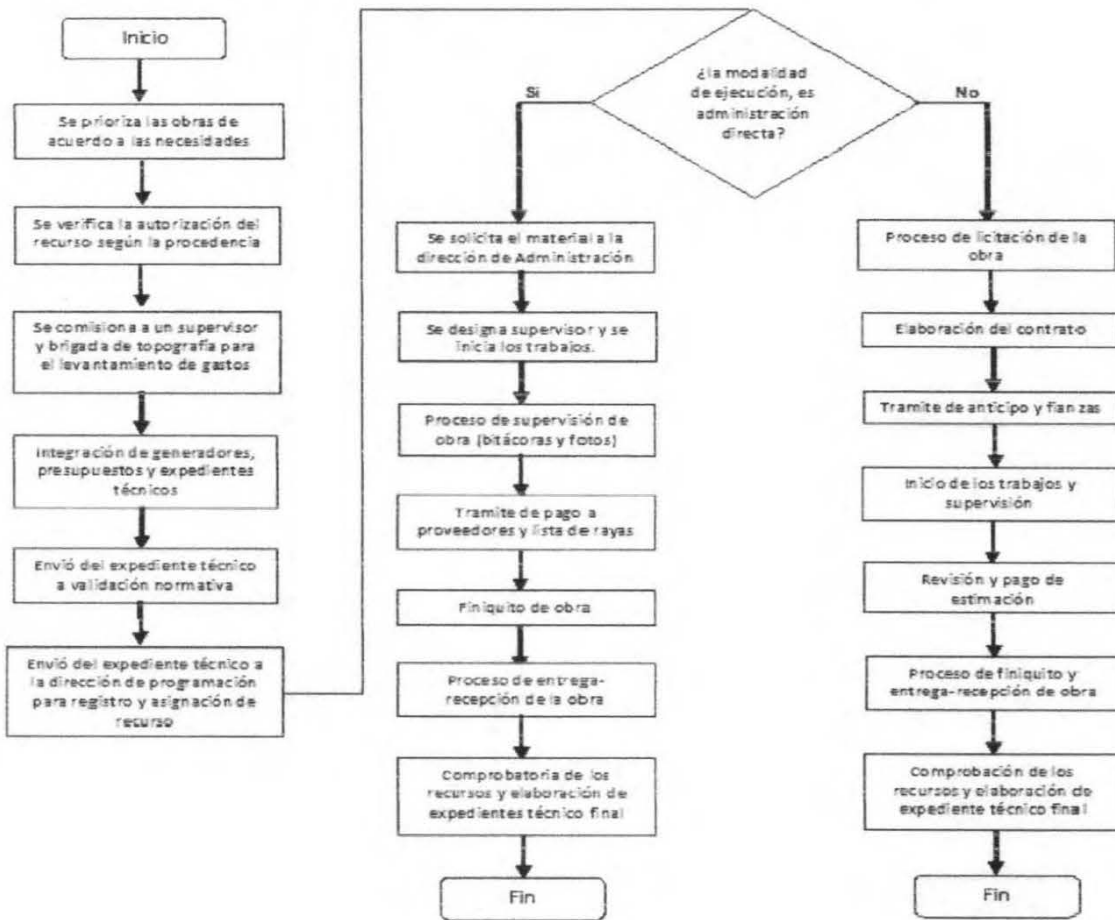 Inicio
Se prioriza las obras de
acuerdo a las necesidades
Se verifica la autorización del
recurso según la procedencia
Se comisiona a un supervisor
y brigada de topografía para
el levantamiento de gastos
Integración de generadores,
presupuestos y expedientes
técnicos
Envió del expediente técnico
a validación normativa
Envió del expediente técnico a
la dirección de programación
para registro y asignación de
recurso
¿la modalidad
de ejecución, es
administración
directa?
Si
No
Se solicita el material a la
dirección de Administración
Se designa supervisor y se
inicia los trabajos.
Proceso de supervisión de
obra (bitácoras y fotos)
Tramite de pago a
proveedores y lista de rayas
Finiquito de obra
Proceso de entrega-
recepción de la obra
Comprobatoria de los
recursos y elaboración de
expedientes técnico final
Fin
Proceso de licitación de la
obra
Elaboración del contrato
Tramite de anticipo y fianzas
Inicio de los trabajos y
supervisión
Revisión y pago de
estimación
Proceso de finiquito y
entrega-recepción de obra
Comprobación de los
recursos y elaboración de
expediente técnico final
Fin